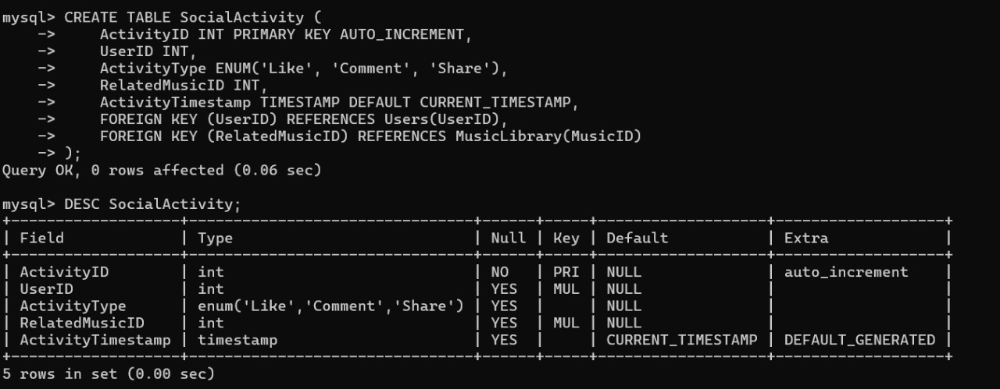 mysql> CREATE TABLE SocialActivity (
    ->     ActivityID INT PRIMARY KEY AUTO_INCREMENT,
    ->     UserID INT,
    ->     ActivityType ENUM('Like', 'Comment', 'Share'),
    ->     RelatedMusicID INT,
    ->     ActivityTimestamp TIMESTAMP DEFAULT CURRENT_TIMESTAMP,
    ->     FOREIGN KEY (UserID) REFERENCES Users(UserID),
    ->     FOREIGN KEY (RelatedMusicID) REFERENCES MusicLibrary(MusicID)
    -> );
Query OK, 0 rows affected (0.06 sec)

mysql> DESC SocialActivity;
+-------------------+--------------------------------+------+-----+-------------------+-------------------+
| Field             | Type                           | Null | Key | Default           | Extra             |
+-------------------+--------------------------------+------+-----+-------------------+-------------------+
| ActivityID        | int                            | NO   | PRI | NULL              | auto_increment    |
| UserID            | int                            | YES  | MUL | NULL              |                   |
| ActivityType      | enum('Like','Comment','Share') | YES  |     | NULL              |                   |
| RelatedMusicID    | int                            | YES  | MUL | NULL              |                   |
| ActivityTimestamp | timestamp                      | YES  |     | CURRENT_TIMESTAMP | DEFAULT_GENERATED |
+-------------------+--------------------------------+------+-----+-------------------+-------------------+
5 rows in set (0.00 sec)